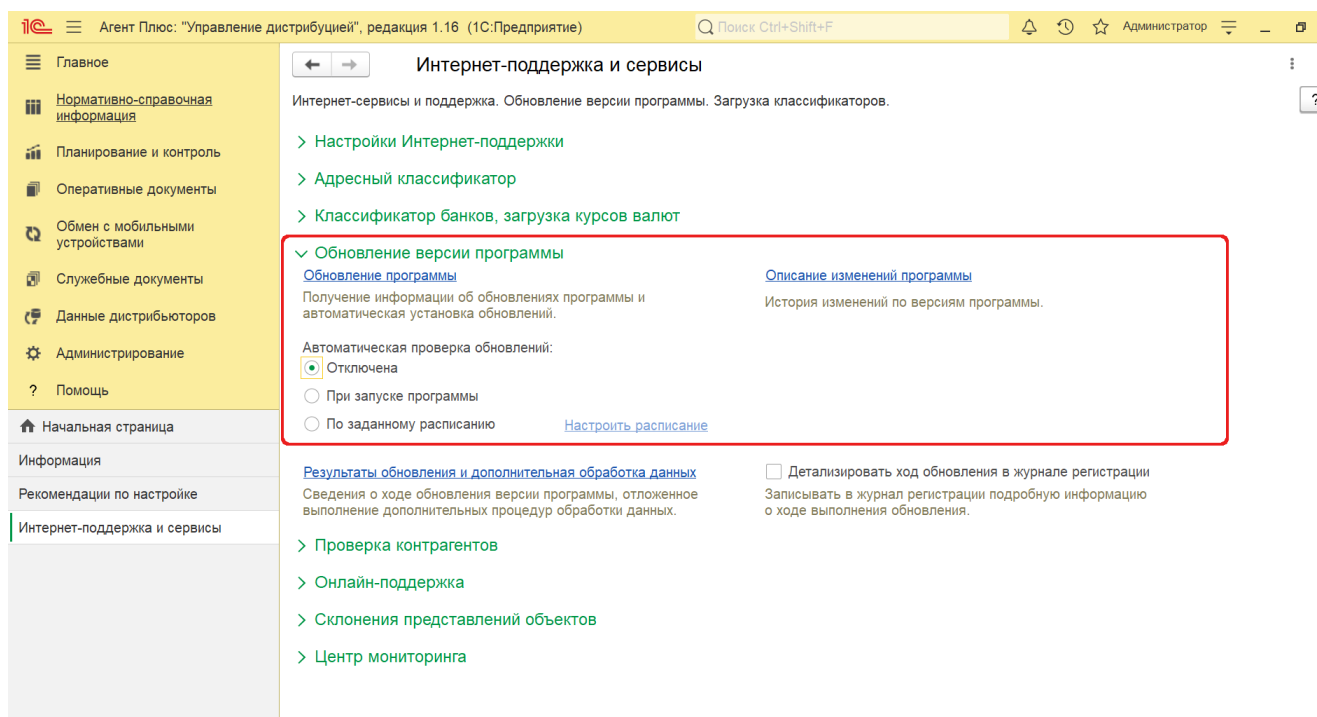 1С Агент Плюс: "Управление дистрибуцией", редакция 1.16 (1С:Предприятие) Поиск Ctrl+Shift+F Администратор
Главное
Нормативно-справочная
информация
Планирование и контроль
Оперативные документы
Обмен с мобильными
устройствами
Служебные документы
Данные дистрибьюторов
Администрирование
? Помощь
Начальная страница
Информация
Рекомендации по настройке
Интернет-поддержка и сервисы
Интернет-поддержка и сервисы
Интернет-сервисы и поддержка. Обновление версии программы. Загрузка классификаторов. ?
Настройки Интернет-поддержки
Адресный классификатор
Классификатор банков, загрузка курсов валют
Обновление версии программы
Обновление программы Описание изменений программы
Получение информации об обновлениях программы и История изменений по версиям программы.
автоматическая установка обновлений.
Автоматическая проверка обновлений:
Отключена
При запуске программы
По заданному расписанию Настроить расписание
Результаты обновления и дополнительная обработка данных Детализировать ход обновления в журнале регистрации
Сведения о ходе обновления версии программы, отложенное Записывать в журнал регистрации подробную информацию
выполнение дополнительных процедур обработки данных. о ходе выполнения обновления.
Проверка контрагентов
Онлайн-поддержка
Склонения представлений объектов
Центр мониторинга